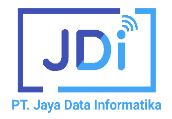 JDi
PT. Jaya Data Informatika